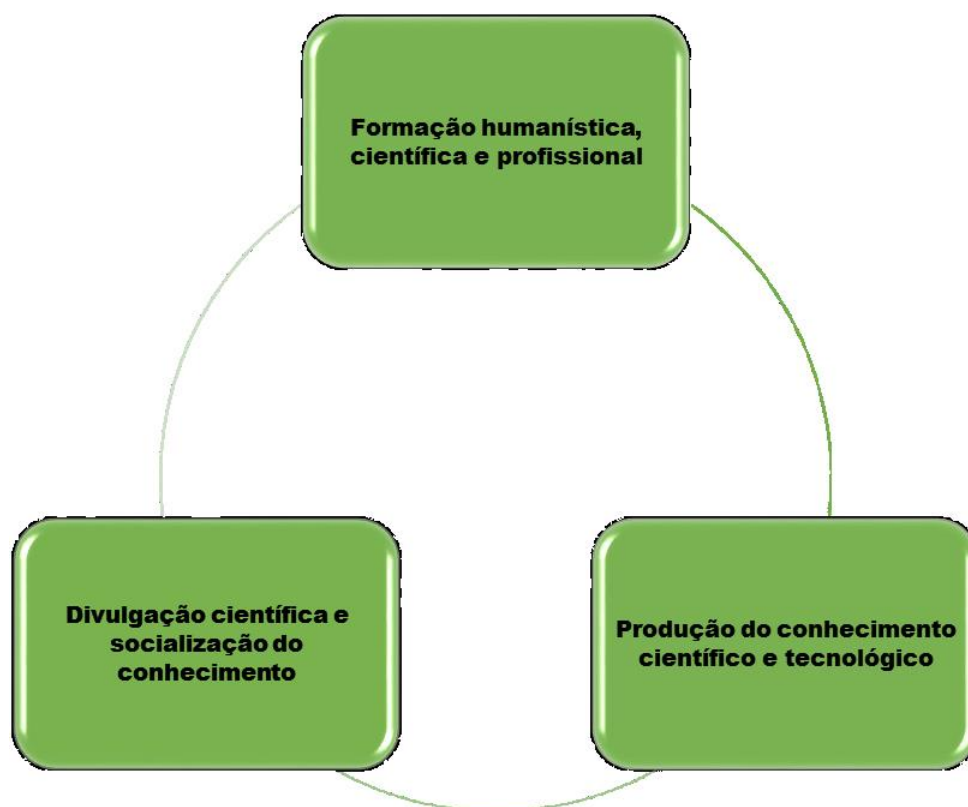 Formação humanística,
científica e profissional
Divulgação científica e
socialização do
conhecimento
Produção do conhecimento
científico e tecnológico